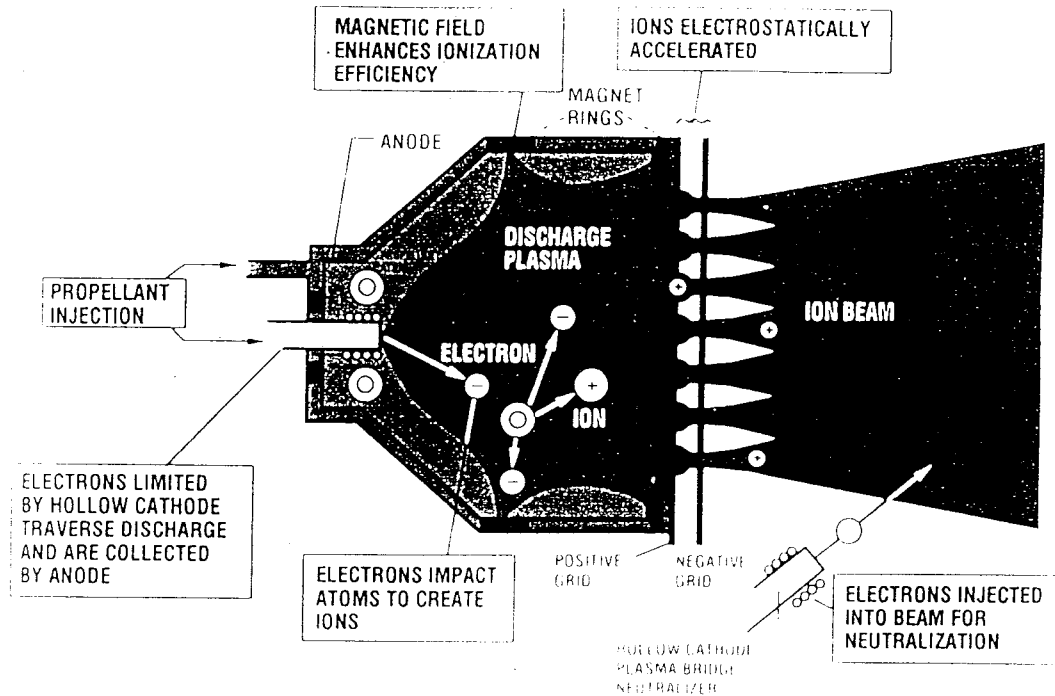 MAGNETIC FIELD
ENHANCES IONIZATION
EFFICIENCY
IONS ELECTROSTATICALLY
ACCELERATED
MAGNET
RINGS
ANODE
DISCHARGE
PLASMA
PROPELLANT
INJECTION
ELECTRON
ION
ION BEAM
ELECTRONS LIMITED
BY HOLLOW CATHODE
TRAVERSE DISCHARGE
AND ARE COLLECTED
BY ANODE
ELECTRONS IMPACT
ATOMS TO CREATE
IONS
POSITIVE
GRID
NEGATIVE
GRID
ELECTRONS INJECTED
INTO BEAM FOR
NEUTRALIZATION
HOLLOW CATHODE
PLASMA BRIDGE
NEUTRALIZER